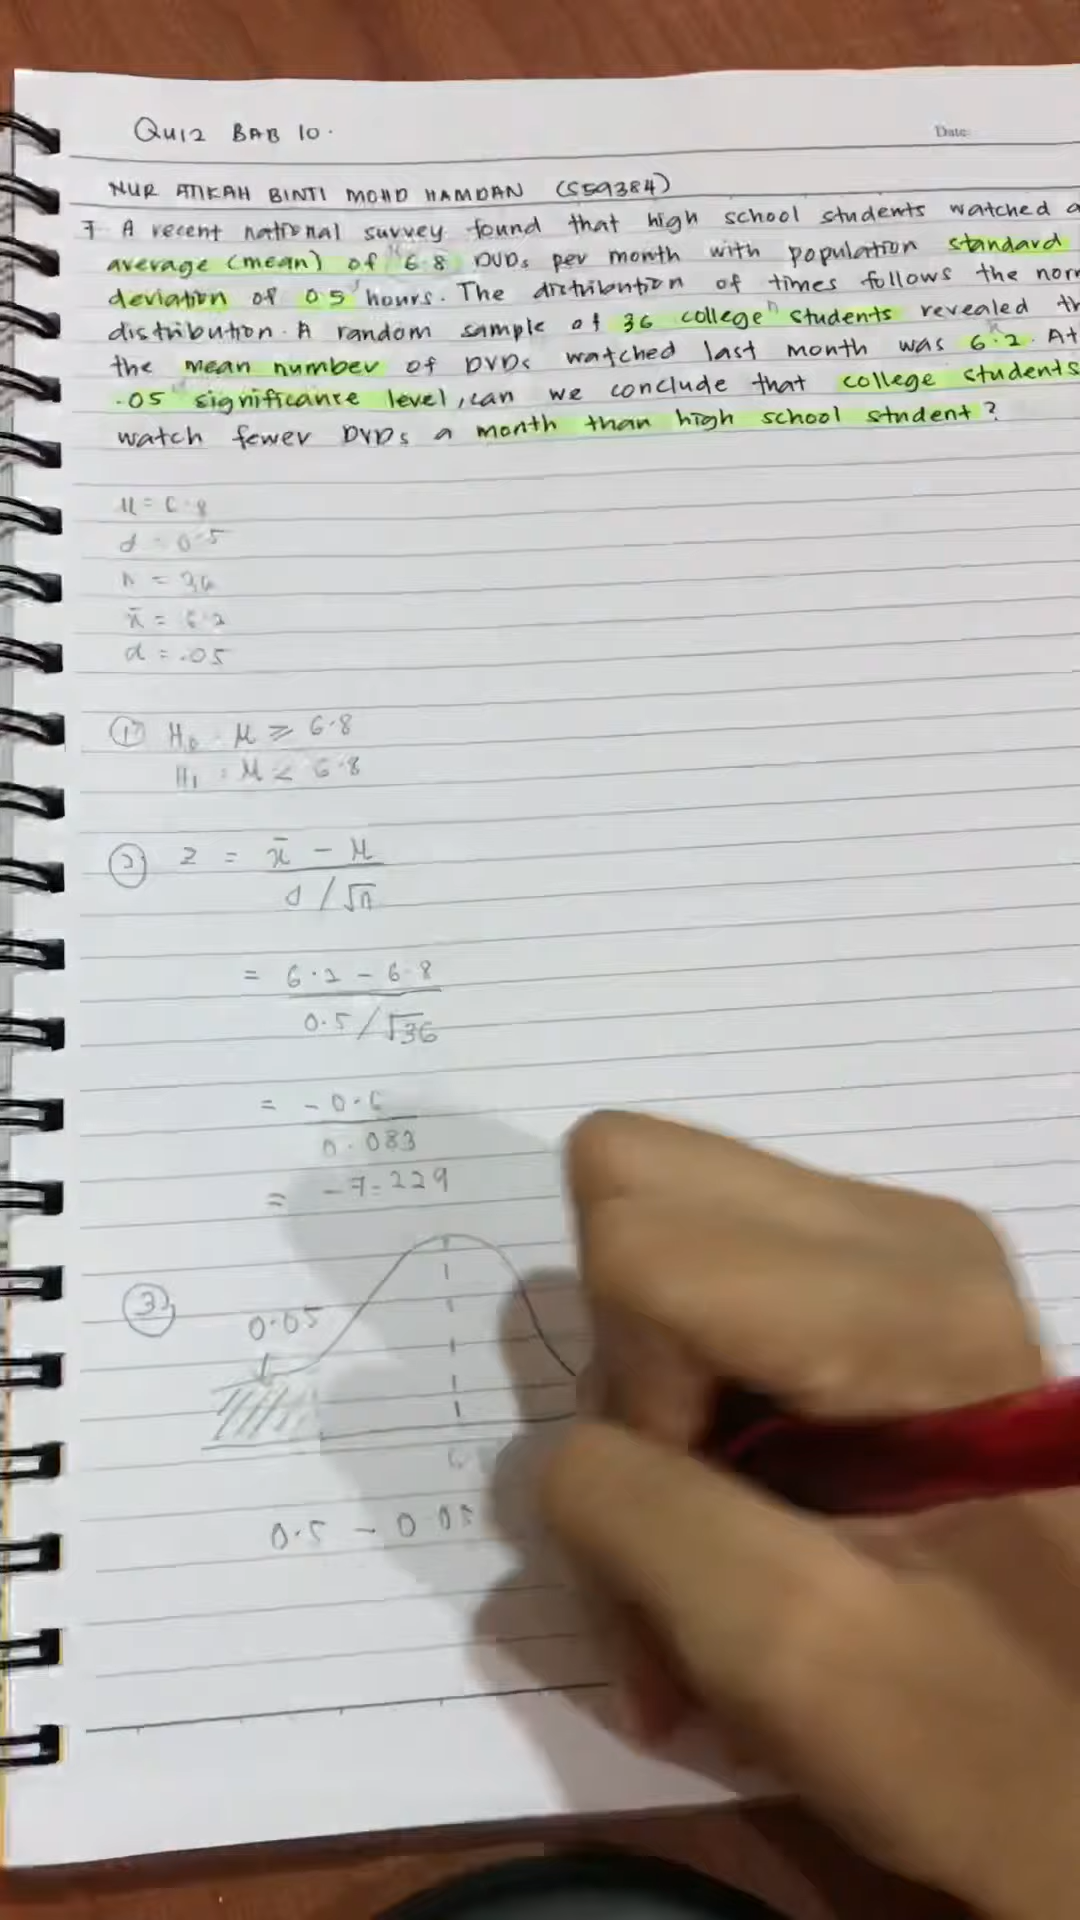 QUIZ BAB 10.
Date:
NUR ATIKAH BINTI MOHD HAMDAN (S59384)
7 A recent national survey found that high school students watched a
average (mean) of 6.8 DVDs per month with population standard
deviation of 0.5 hours. The distribution of times follows the norm
distribution. A random sample of 36 college students revealed th
the mean number of DVDs watched last month was 6.2. At
.05 significance level, can we conclude that college students
watch fewer DVDs a month than high school student?
μ = 6.8
σ = 0.5
n = 36
x̄ = 6.2
α = .05
① H₀ : μ ≥ 6.8
H₁ : μ < 6.8
② z = x̄ - μ
σ / √n
= 6.2 - 6.8
0.5 / √36
= -0.6
0.083
= -7.229
③
0.05
0.5 - 0.05